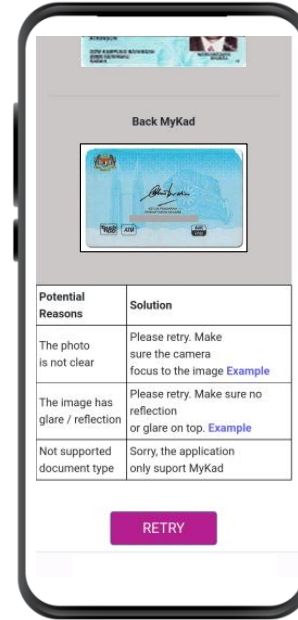 Back MyKad
Touch
ATM
Potential
Reasons
Solution
The photo
is not clear
Please retry. Make
sure the camera
focus to the image Example
The image has
glare / reflection
Please retry. Make sure no
reflection
or glare on top. Example
Not supported
document type
Sorry, the application
only suport MyKad
RETRY